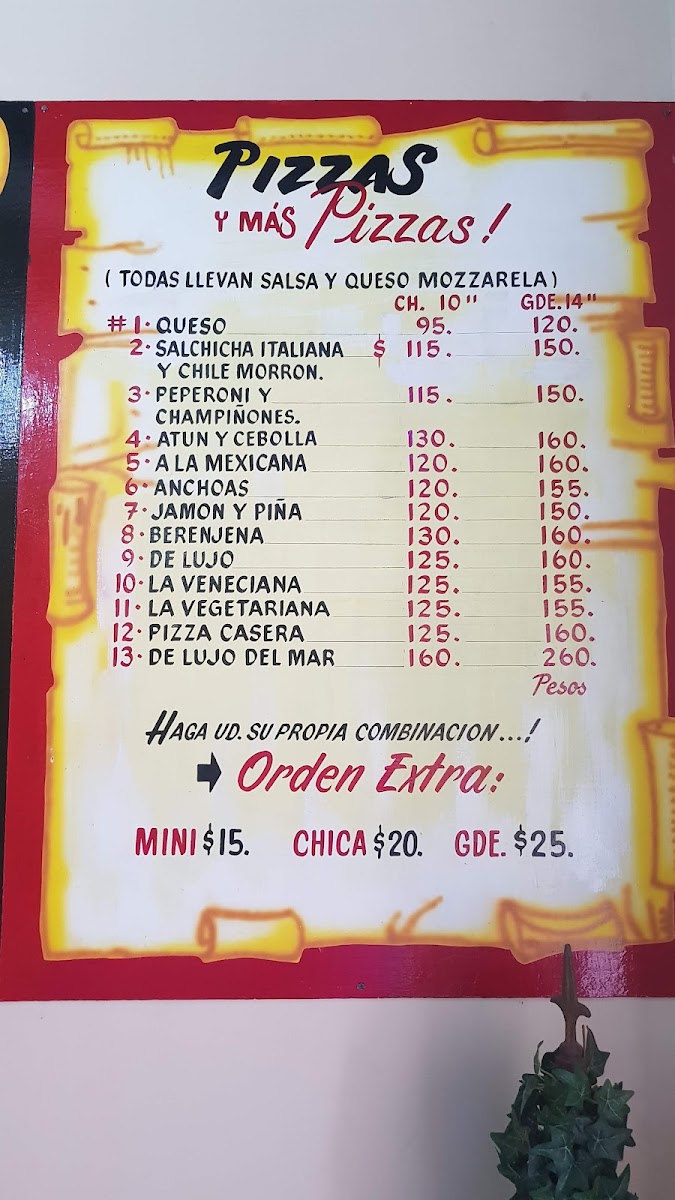 PIZZAS
Y MÁS Pizzas!
( TODAS LLEVAN SALSA Y QUESO MOZZARELA )
CH. 10" GDE. 14"
# 1. QUESO 95. 120.
2. SALCHICHA ITALIANA $ 115. 150.
Y CHILE MORRON.
3. PEPERONI Y 115. 150.
CHAMPIÑONES.
4. ATUN Y CEBOLLA 130. 160.
5. A LA MEXICANA 120. 160.
6. ANCHOAS 120. 155.
7. JAMON Y PIÑA 120. 150.
8. BERENJENA 130. 160.
9. DE LUJO 125. 160.
10. LA VENECIANA 125. 155.
11. LA VEGETARIANA 125. 155.
12. PIZZA CASERA 125. 160.
13. DE LUJO DEL MAR 160. 260.
Pesos
HAGA UD. SU PROPIA COMBINACION...!
Orden Extra:
MINI $15. CHICA $20. GDE. $25.